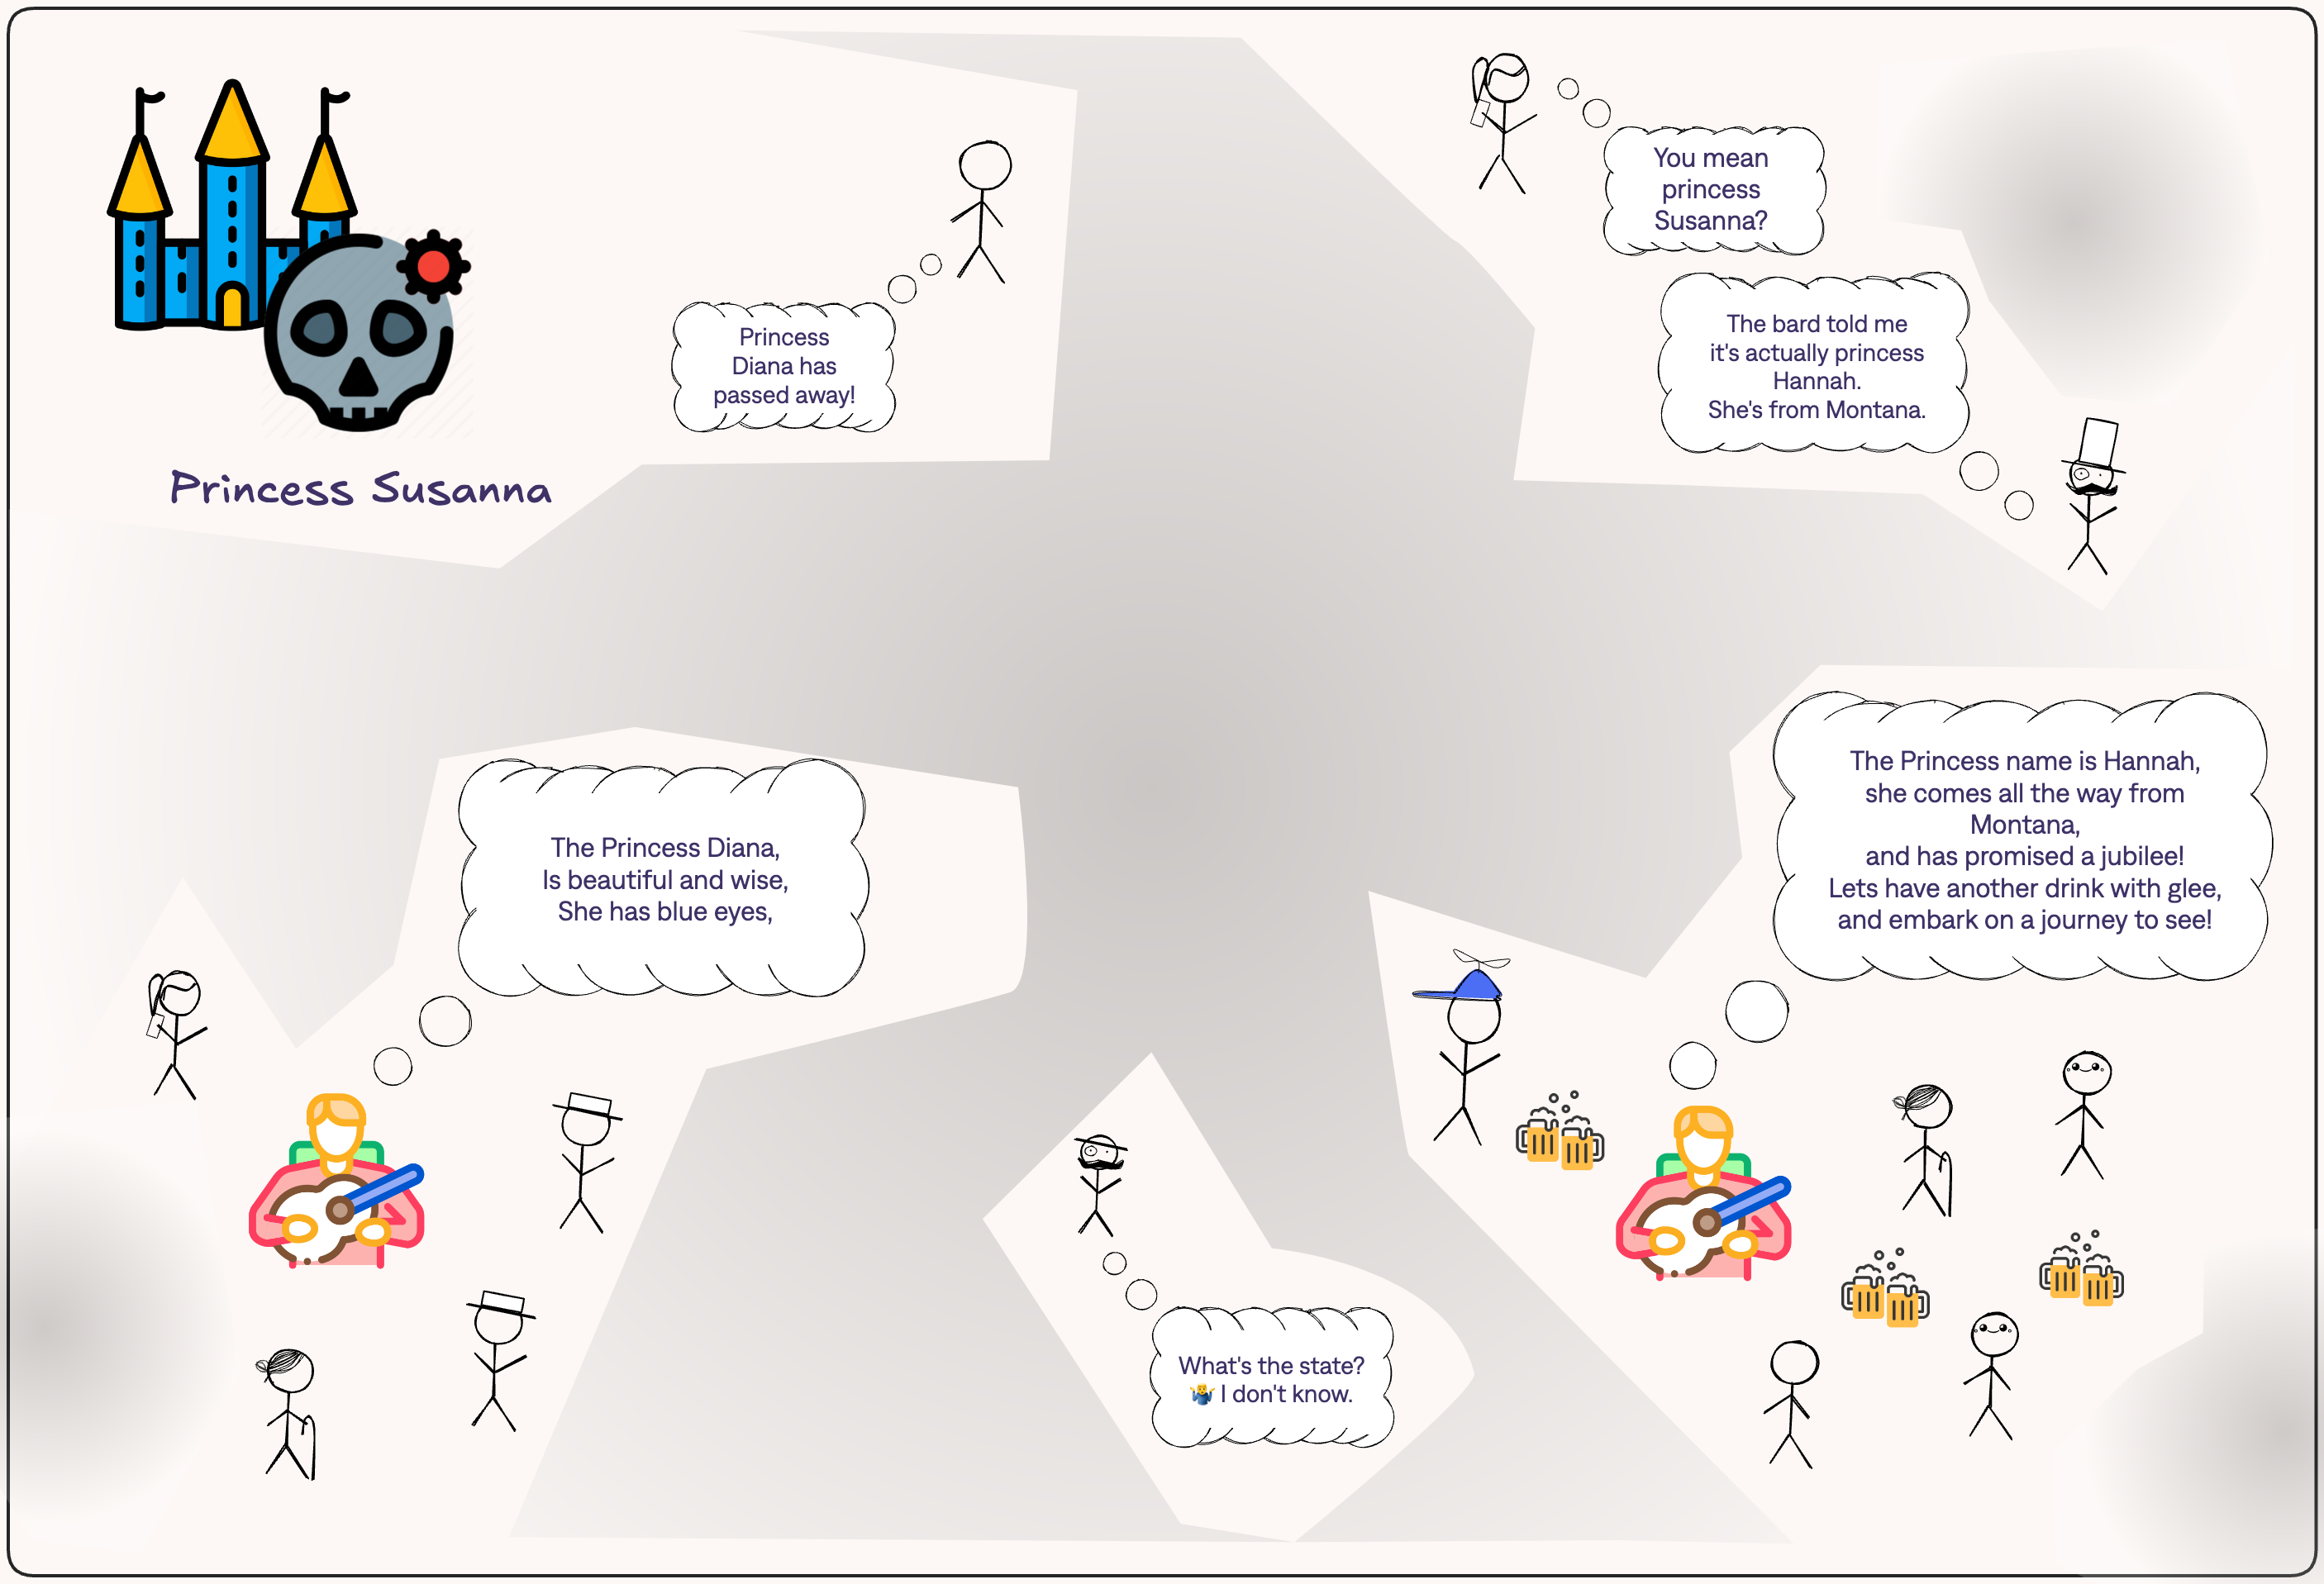 You mean
princess
Susanna?
The bard told me
it's actually princess
Hannah.
She's from Montana.
Princess
Diana has
passed away!
Princess Susanna
The Princess name is Hannah,
she comes all the way from
Montana,
and has promised a jubilee!
Lets have another drink with glee,
and embark on a journey to see!
The Princess Diana,
Is beautiful and wise,
She has blue eyes,
What's the state?
🤷‍♂️ I don't know.